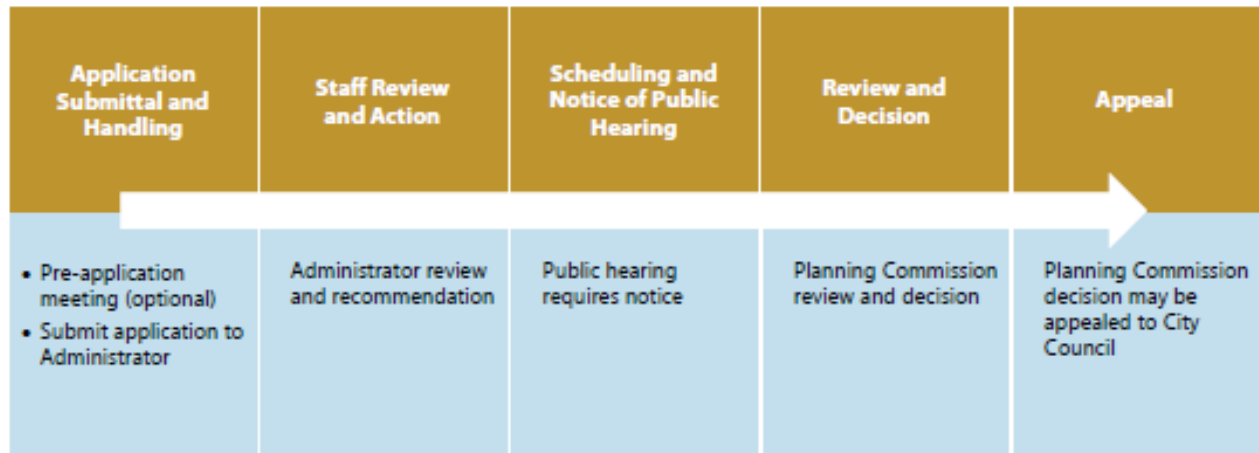 Application
Submittal and
Handling
Staff Review
and Action
Scheduling and
Notice of Public
Hearing
Review and
Decision
Appeal
• Pre-application
meeting (optional)
• Submit application to
Administrator
Administrator review
and recommendation
Public hearing
requires notice
Planning Commission
review and decision
Planning Commission
decision may be
appealed to City
Council